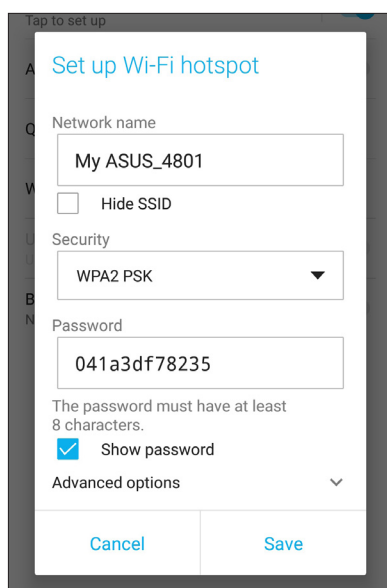 Tap to set up
A
Set up Wi-Fi hotspot
Network name
Q
My ASUS_4801
W
Hide SSID
Security
U
U
WPA2 PSK
B
N
Password
041a3df78235
The password must have at least
8 characters.
Show password
Advanced options
Cancel
Save